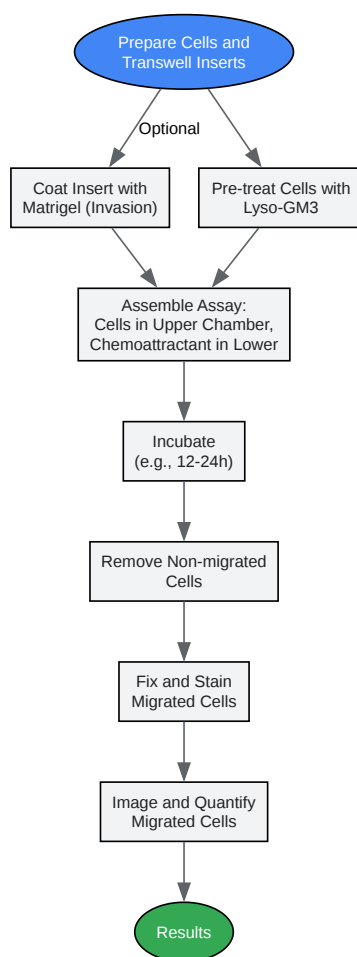 Prepare Cells and
Transwell Inserts
Optional
Coat Insert with
Matrigel (Invasion)
Pre-treat Cells with
Lyso-GM3
Assemble Assay:
Cells in Upper Chamber,
Chemoattractant in Lower
Incubate
(e.g., 12-24h)
Remove Non-migrated
Cells
Fix and Stain
Migrated Cells
Image and Quantify
Migrated Cells
Results